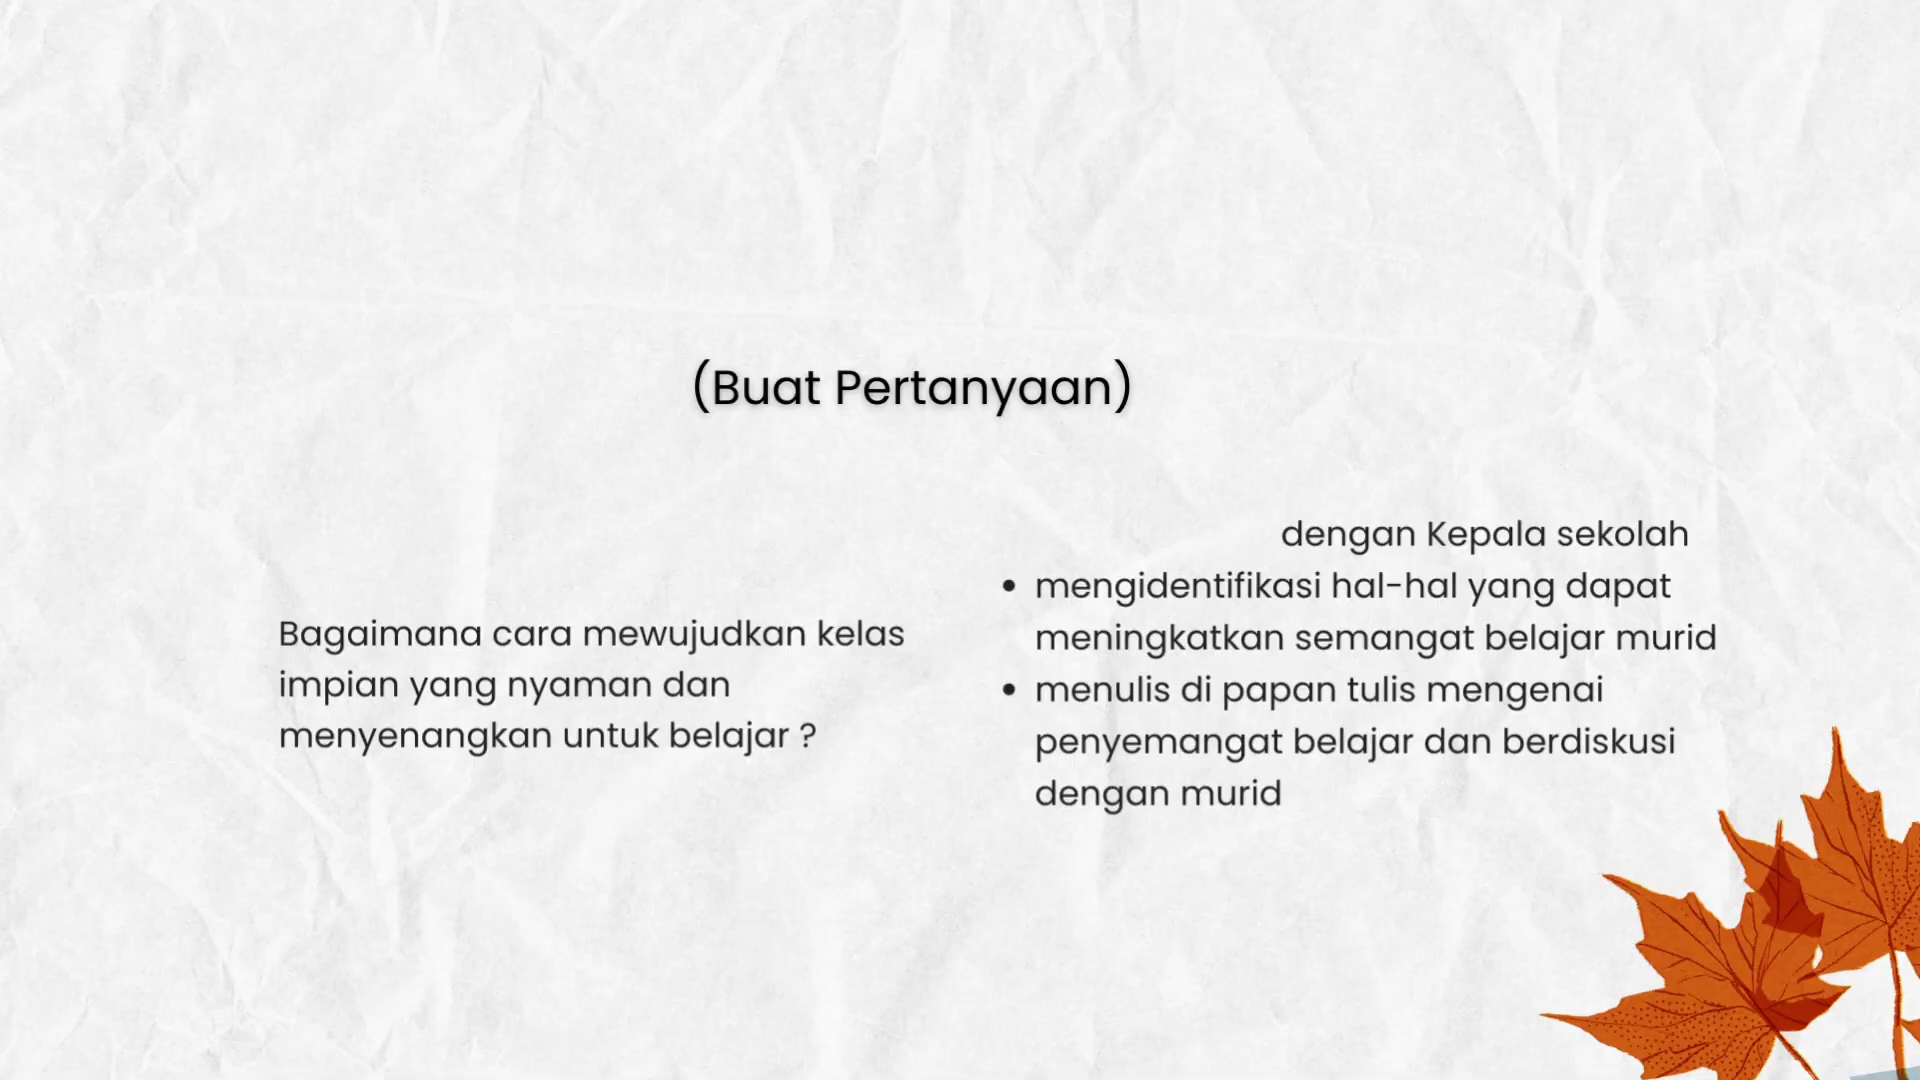 (Buat Pertanyaan)
Bagaimana cara mewujudkan kelas
impian yang nyaman dan
menyenangkan untuk belajar ?
dengan Kepala sekolah
• mengidentifikasi hal-hal yang dapat
meningkatkan semangat belajar murid
• menulis di papan tulis mengenai
penyemangat belajar dan berdiskusi
dengan murid